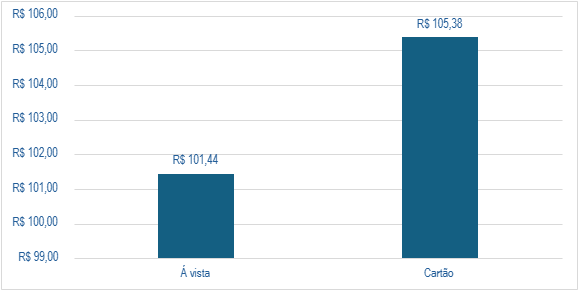 R$ 106,00
R$ 105,38
R$ 105,00
R$ 104,00
R$ 103,00
R$ 102,00
R$ 101,44
R$ 101,00
R$ 100,00
R$ 99,00
Á vista Cartão